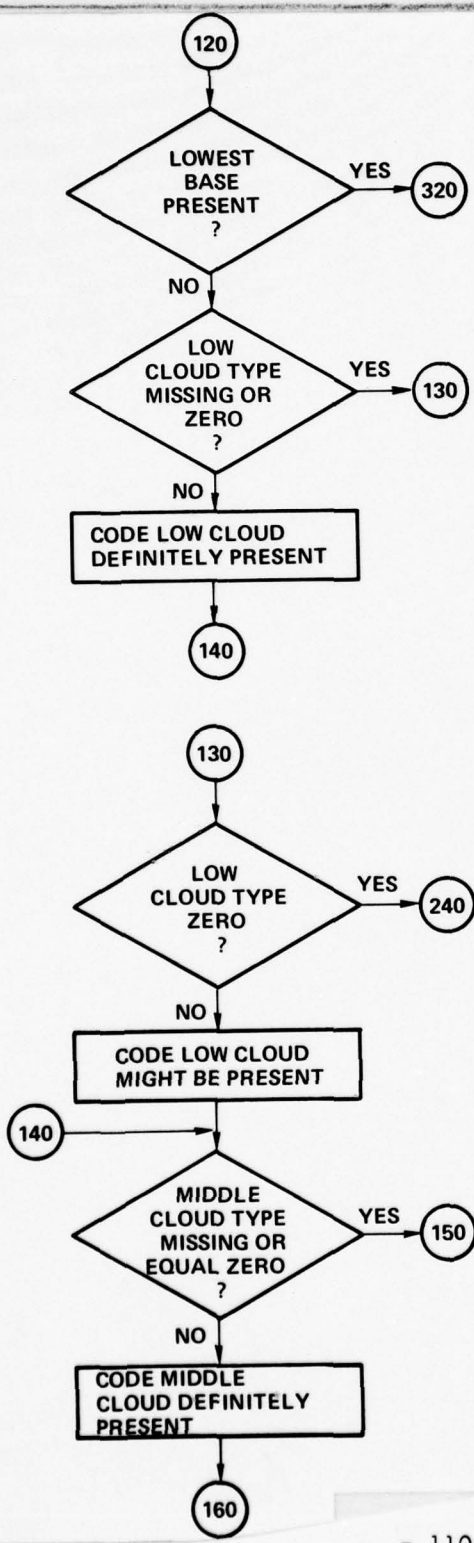 120
LOWEST
BASE
PRESENT
?
YES
320
NO
LOW
CLOUD TYPE
MISSING OR
ZERO
?
YES
130
NO
CODE LOW CLOUD
DEFINITELY PRESENT
140
130
LOW
CLOUD TYPE
ZERO
?
YES
240
NO
CODE LOW CLOUD
MIGHT BE PRESENT
140
MIDDLE
CLOUD TYPE
MISSING OR
EQUAL ZERO
?
YES
150
NO
CODE MIDDLE
CLOUD DEFINITELY
PRESENT
160
110